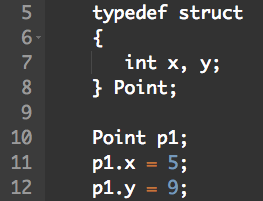 5 typedef struct
6 {
7 int x, y;
8 } Point;
9
10 Point p1;
11 p1.x = 5;
12 p1.y = 9;